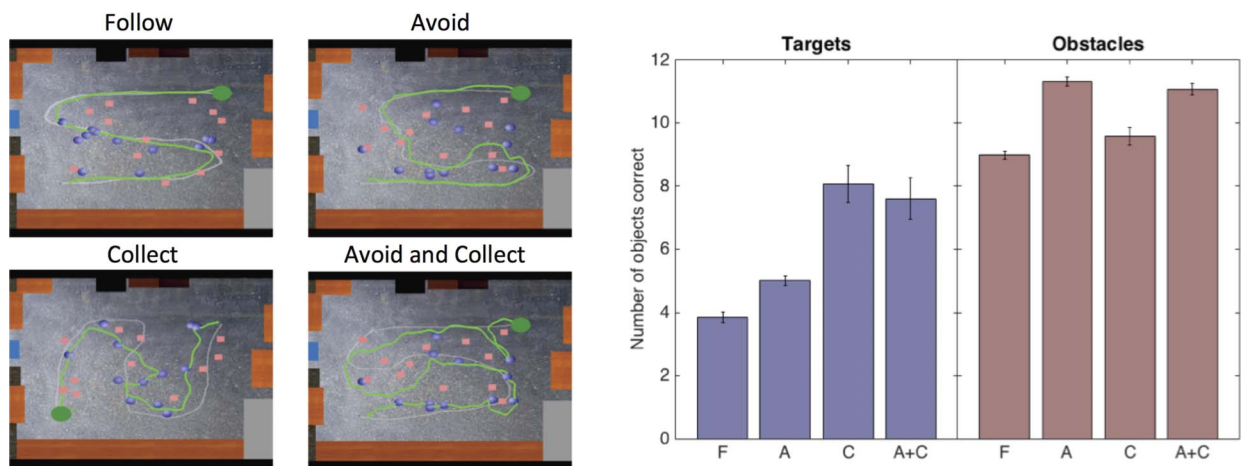 Follow
Avoid
Collect
Avoid and Collect
Targets
Obstacles
Number of objects correct
12
10
8
6
4
2
0
F
A
C
A+C
F
A
C
A+C